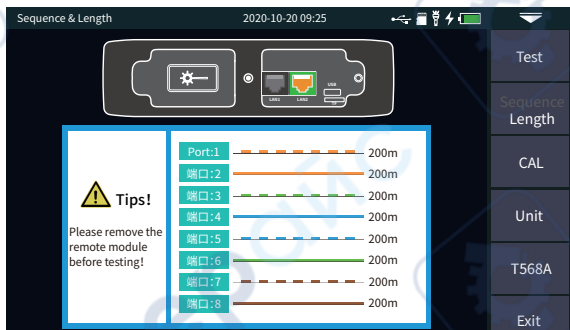 Sequence & Length
2020-10-20 09:25
Test
Sequence
Length
CAL
Unit
T568A
Exit
LAN1
LAN2
USB
Tips!
Please remove the
remote module
before testing!
Port:1 200m
端口:2 200m
端口:3 200m
端口:4 200m
端口:5 200m
端口:6 200m
端口:7 200m
端口:8 200m